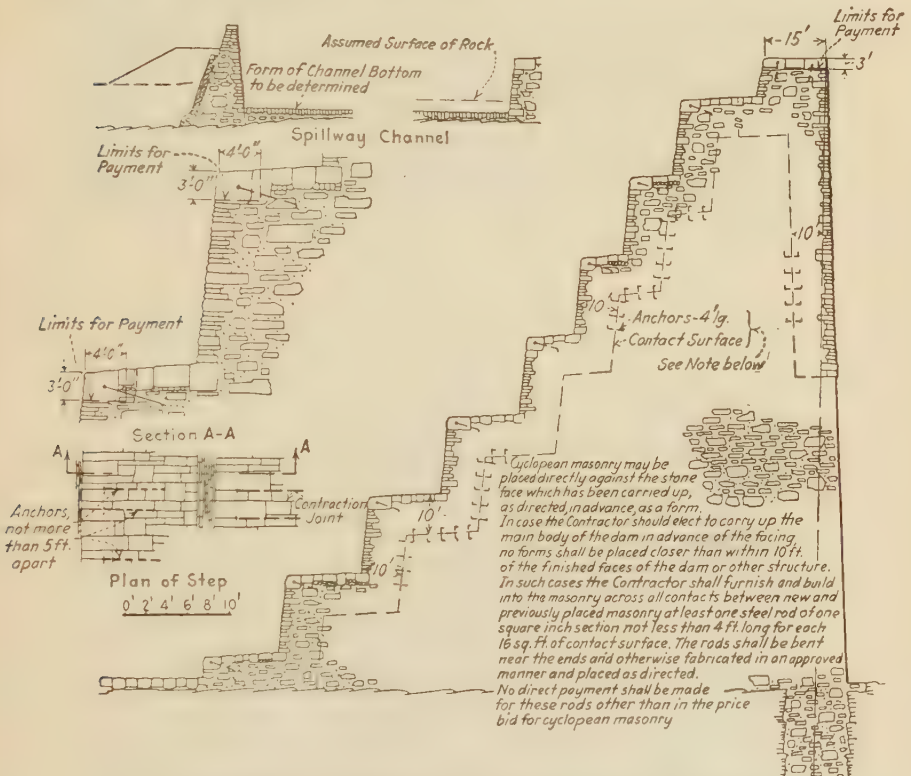 Limits for
Payment
15'
3'
Assumed Surface of Rock
Form of Channel Bottom
to be determined
Spillway Channel
Limits for
Payment
4'-0"
3'-0"
10'
10'
Anchors-4'lg.
Contact Surface
See Note below
Limits for Payment
4'-0"
3'-0"
Section A-A
A
A
Anchors,
not more
than 5 ft.
apart
Contraction
Joint
Plan of Step
0' 2' 4' 6' 8' 10'
10'
10'
Cyclopean masonry may be
placed directly against the stone
face which has been carried up,
as directed, in advance, as a form.
In case the Contractor should elect to carry up the
main body of the dam in advance of the facing,
no forms shall be placed closer than within 10 ft.
of the finished faces of the dam or other structure.
In such cases the Contractor shall furnish and build
into the masonry across all contacts between new and
previously placed masonry at least one steel rod of one
square inch section not less than 4 ft. long for each
16 sq. ft. of contact surface. The rods shall be bent
near the ends and otherwise fabricated in an approved
manner and placed as directed.
No direct payment shall be made
for these rods other than in the price
bid for cyclopean masonry